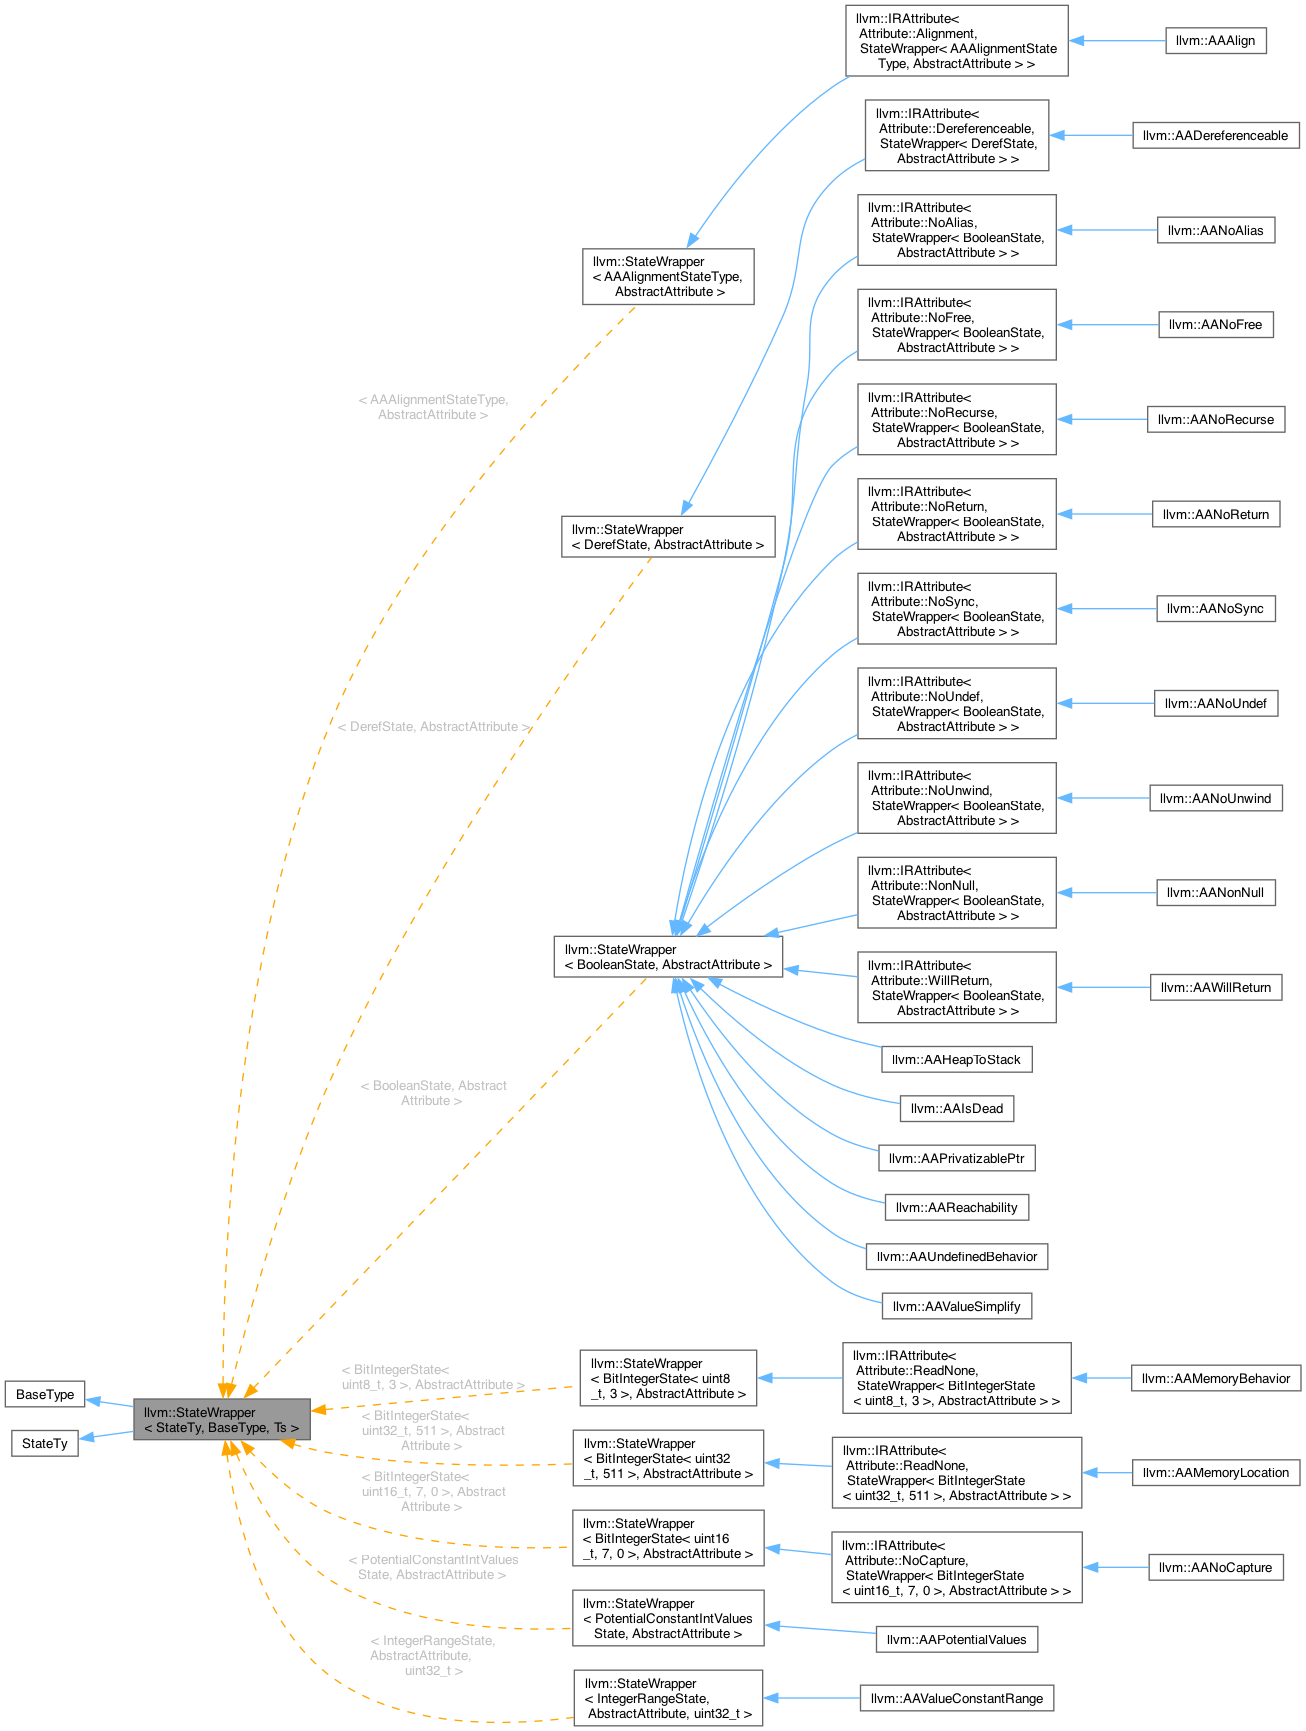 llvm::IRAttribute<
Attribute::Alignment,
StateWrapper< AAAlignmentState
Type, AbstractAttribute > >
llvm::AAAlign
llvm::IRAttribute<
Attribute::Dereferenceable,
StateWrapper< DerefState,
AbstractAttribute > >
llvm::AADereferenceable
llvm::IRAttribute<
Attribute::NoAlias,
StateWrapper< BooleanState,
AbstractAttribute > >
llvm::AANoAlias
llvm::StateWrapper
< AAAlignmentStateType,
AbstractAttribute >
llvm::IRAttribute<
Attribute::NoFree,
StateWrapper< BooleanState,
AbstractAttribute > >
llvm::AANoFree
< AAAlignmentStateType,
AbstractAttribute >
llvm::IRAttribute<
Attribute::NoRecurse,
StateWrapper< BooleanState,
AbstractAttribute > >
llvm::AANoRecurse
llvm::IRAttribute<
Attribute::NoReturn,
StateWrapper< BooleanState,
AbstractAttribute > >
llvm::AANoReturn
llvm::StateWrapper
< DerefState, AbstractAttribute >
llvm::IRAttribute<
Attribute::NoSync,
StateWrapper< BooleanState,
AbstractAttribute > >
llvm::AANoSync
llvm::IRAttribute<
Attribute::NoUndef,
StateWrapper< BooleanState,
AbstractAttribute > >
llvm::AANoUndef
< DerefState, AbstractAttribute >
llvm::IRAttribute<
Attribute::NoUnwind,
StateWrapper< BooleanState,
AbstractAttribute > >
llvm::AANoUnwind
llvm::IRAttribute<
Attribute::NonNull,
StateWrapper< BooleanState,
AbstractAttribute > >
llvm::AANonNull
llvm::StateWrapper
< BooleanState, AbstractAttribute >
llvm::IRAttribute<
Attribute::WillReturn,
StateWrapper< BooleanState,
AbstractAttribute > >
llvm::AAWillReturn
llvm::AAHeapToStack
< BooleanState, Abstract
Attribute >
llvm::AAIsDead
llvm::AAPrivatizablePtr
llvm::AAReachability
llvm::AAUndefinedBehavior
llvm::AAValueSimplify
BaseType
StateTy
llvm::StateWrapper
< StateTy, BaseType, Ts >
< BitIntegerState<
uint8_t, 3 >, AbstractAttribute >
llvm::StateWrapper
< BitIntegerState< uint8
_t, 3 >, AbstractAttribute >
llvm::IRAttribute<
Attribute::ReadNone,
StateWrapper< BitIntegerState
< uint8_t, 3 >, AbstractAttribute > >
llvm::AAMemoryBehavior
< BitIntegerState<
uint32_t, 511 >, Abstract
Attribute >
llvm::StateWrapper
< BitIntegerState< uint32
_t, 511 >, AbstractAttribute >
llvm::IRAttribute<
Attribute::ReadNone,
StateWrapper< BitIntegerState
< uint32_t, 511 >, AbstractAttribute > >
llvm::AAMemoryLocation
< BitIntegerState<
uint16_t, 7, 0 >, Abstract
Attribute >
llvm::StateWrapper
< BitIntegerState< uint16
_t, 7, 0 >, AbstractAttribute >
llvm::IRAttribute<
Attribute::NoCapture,
StateWrapper< BitIntegerState
< uint16_t, 7, 0 >, AbstractAttribute > >
llvm::AANoCapture
< PotentialConstantIntValues
State, AbstractAttribute >
llvm::StateWrapper
< PotentialConstantIntValues
State, AbstractAttribute >
llvm::AAPotentialValues
< IntegerRangeState,
AbstractAttribute,
uint32_t >
llvm::StateWrapper
< IntegerRangeState,
AbstractAttribute, uint32_t >
llvm::AAValueConstantRange